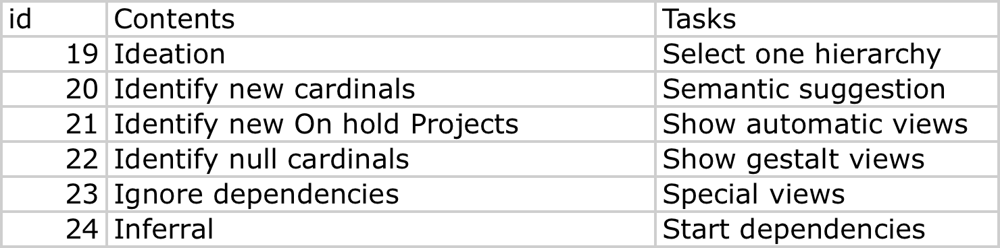 id Contents Tasks
19 Ideation Select one hierarchy
20 Identify new cardinals Semantic suggestion
21 Identify new On hold Projects Show automatic views
22 Identify null cardinals Show gestalt views
23 Ignore dependencies Special views
24 Inferral Start dependencies